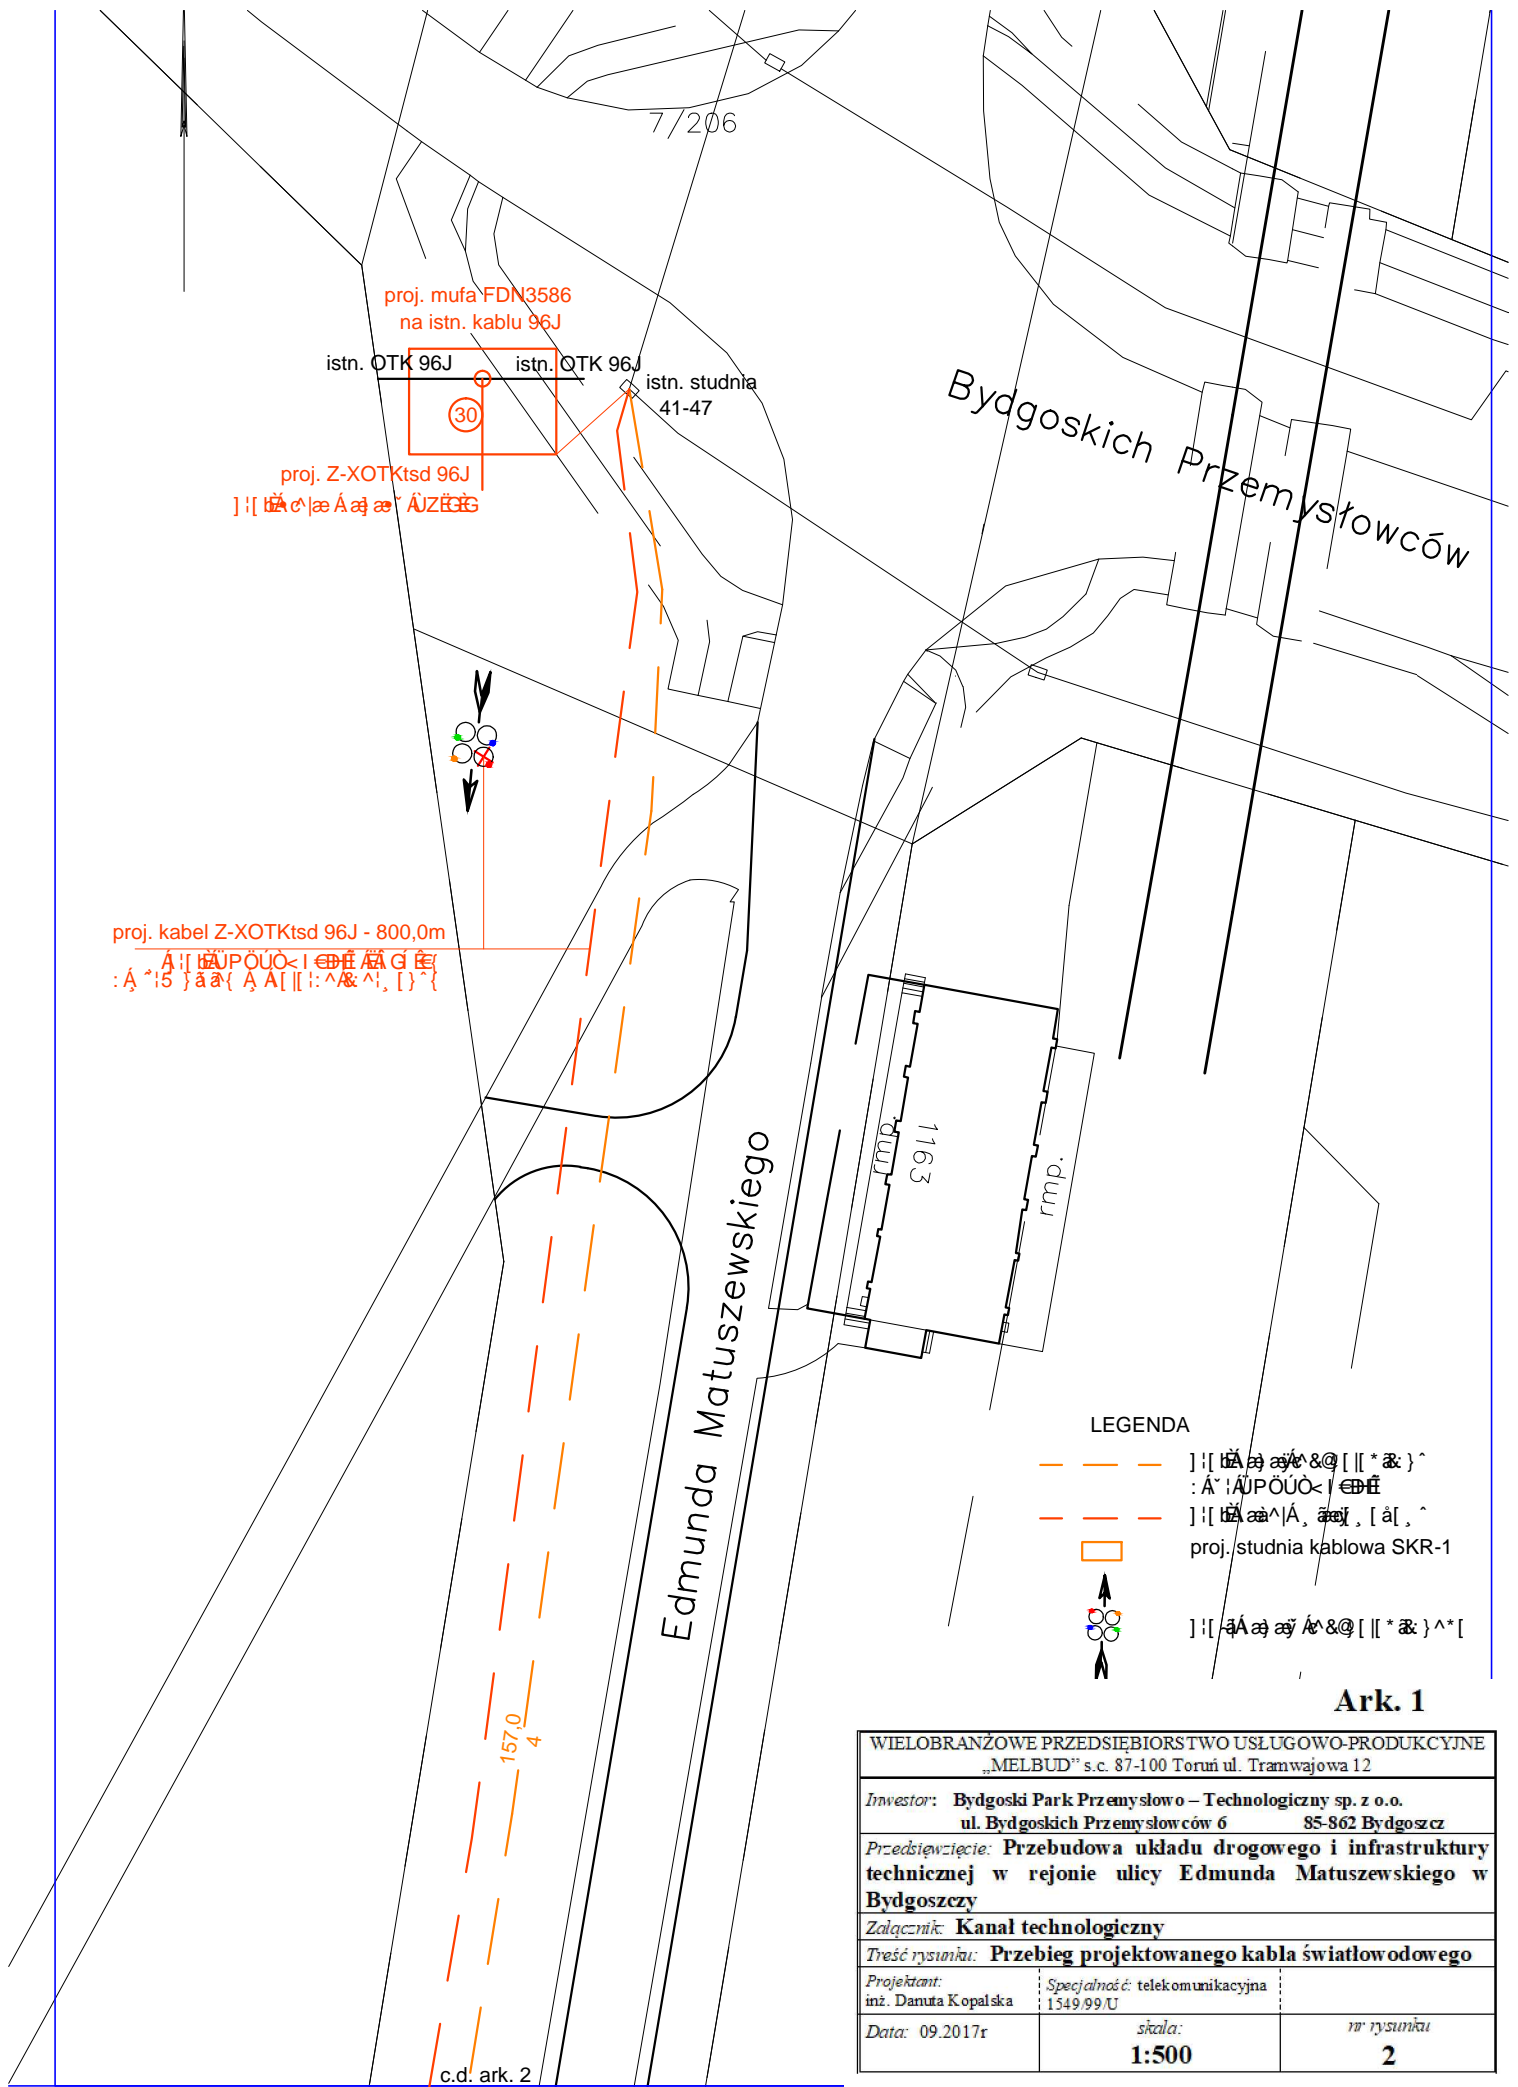 7/206
proj. mufa FDN3586
na istn. kablu 96J
istn. OTK 96J
istn. OTK 96J
istn. studnia
41-47
30
proj. Z-XOTKtsd 96J
Bydgoskich Przemysłowców
proj. kabel Z-XOTKtsd 96J - 800,0m
Edmunda Matuszewskiego
rmp.
1163
rmp.
157,0
4
LEGENDA
proj. studnia kablowa SKR-1
c.d. ark. 2
Ark. 1
WIELOBRANŻOWE PRZEDSIĘBIORSTWO USŁUGOWO-PRODUKCYJNE
„MELBUD” s.c. 87-100 Toruń ul. Tramwajowa 12
Inwestor: Bydgoski Park Przemysłowo – Technologiczny sp. z o.o.
ul. Bydgoskich Przemysłowców 6 85-862 Bydgoszcz
Przedsięwzięcie: Przebudowa układu drogowego i infrastruktury
technicznej w rejonie ulicy Edmunda Matuszewskiego w
Bydgoszczy
Załącznik: Kanał technologiczny
Treść rysunku: Przebieg projektowanego kabla światłowodowego
Projektant:
inż. Danuta Kopalska
Specjalność: telekomunikacyjna
1549/99/U
Data: 09.2017r
skala:
1:500
nr rysunku
2